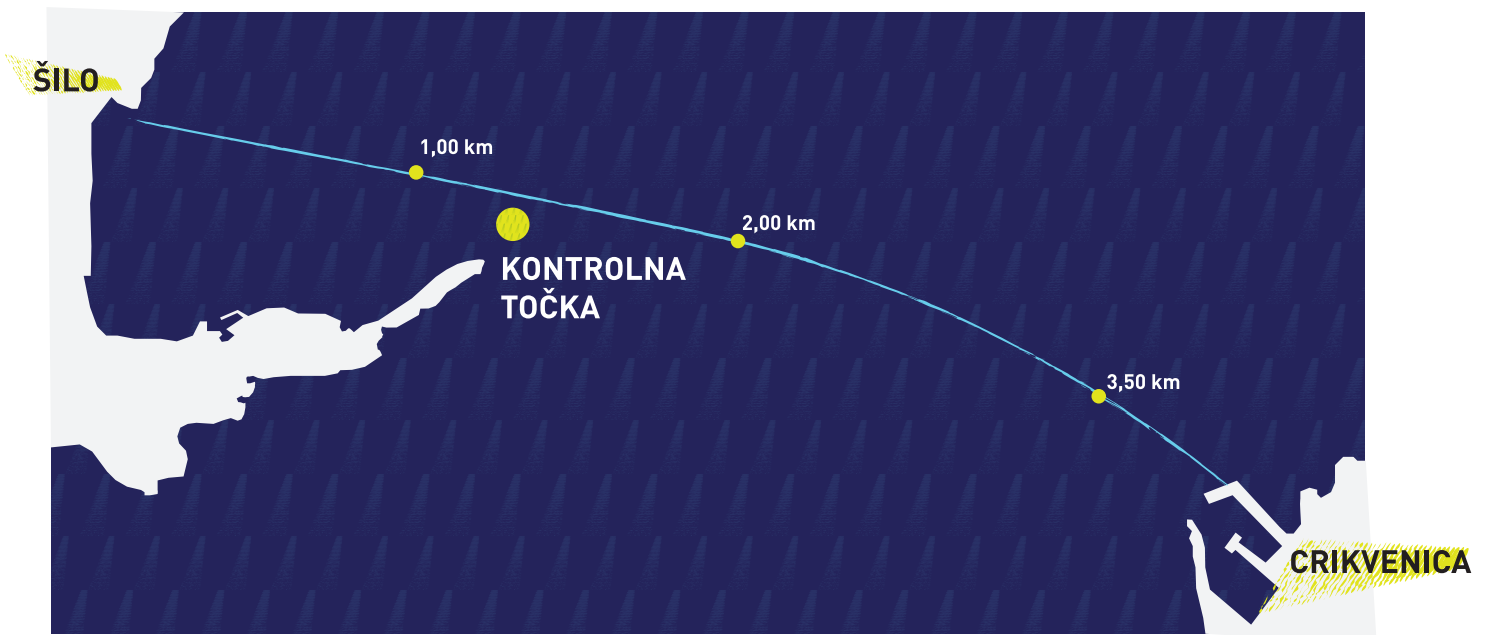 ŠILO
1,00 km
2,00 km
KONTROLNA
TOČKA
3,50 km
CRIKVENICA